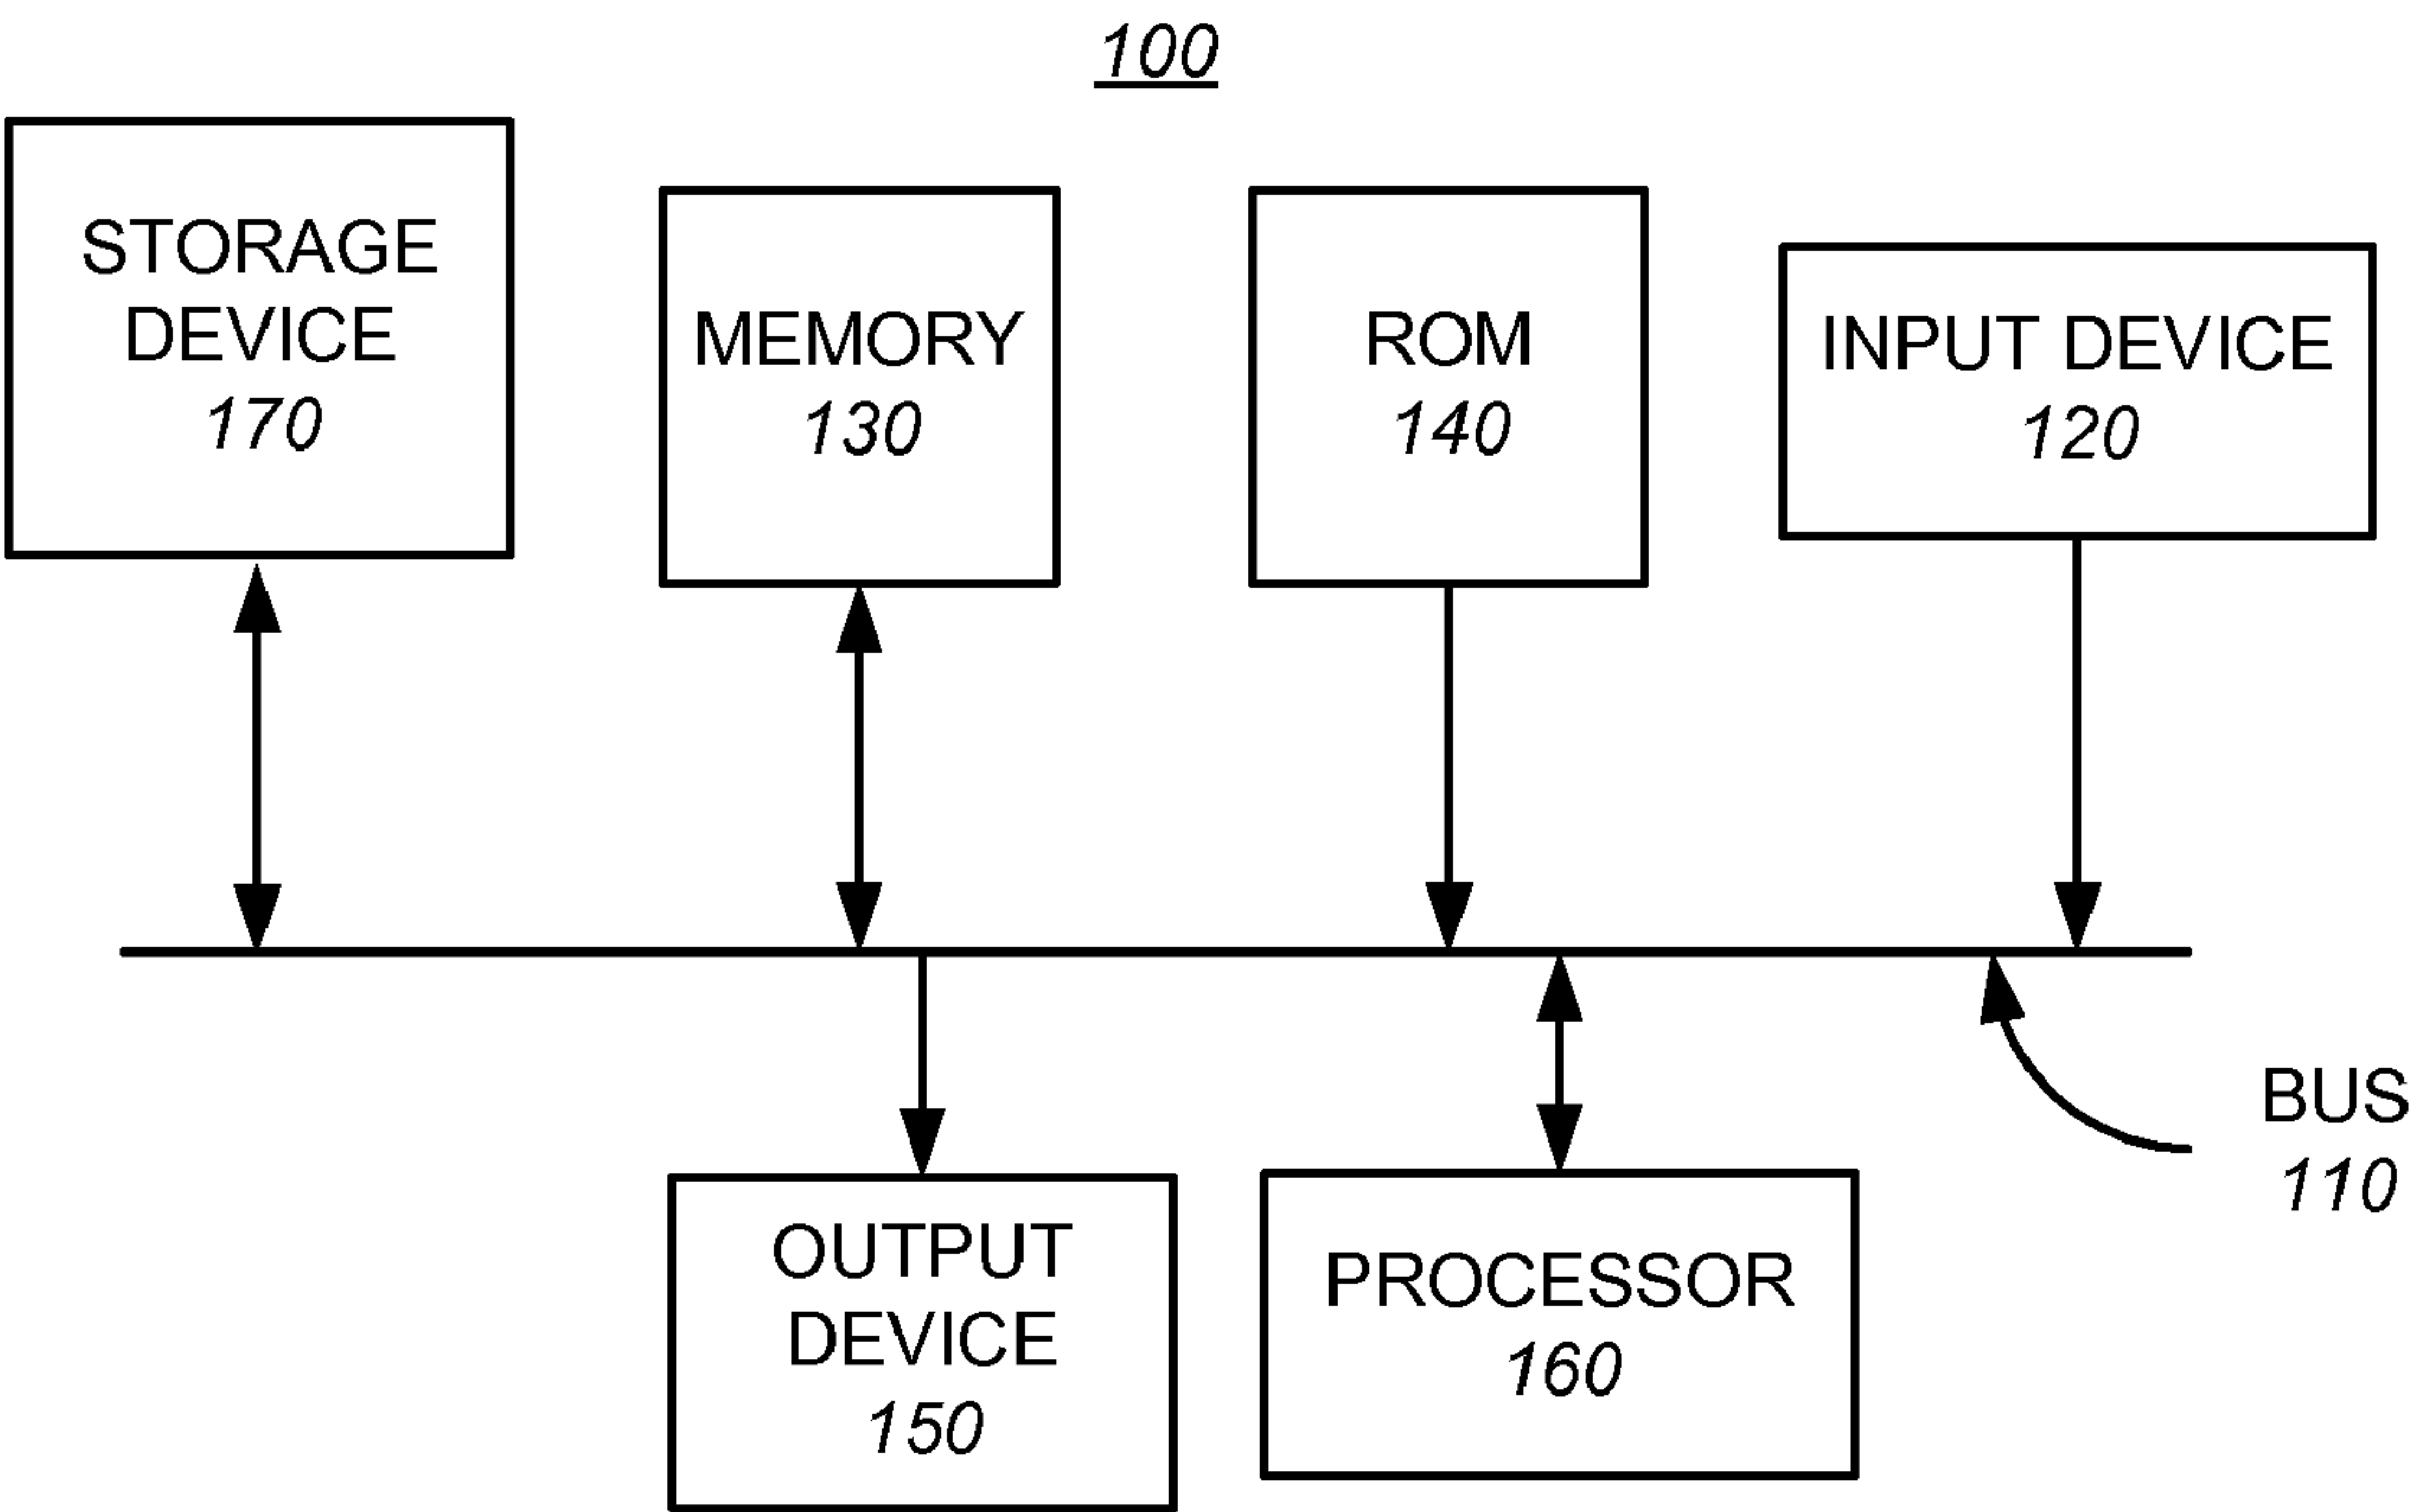 100
STORAGE
DEVICE
170
MEMORY
130
ROM
140
INPUT DEVICE
120
BUS
110
OUTPUT
DEVICE
150
PROCESSOR
160